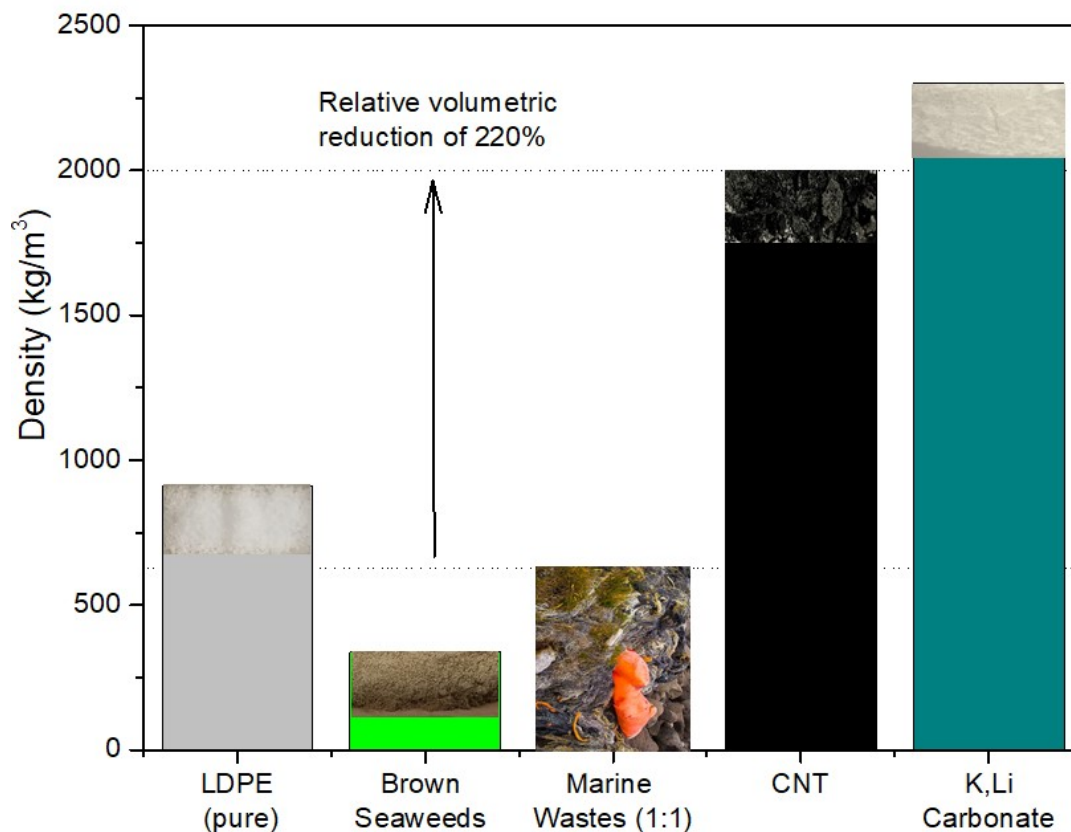 2500
2000
1500
1000
500
0
Density (kg/m³)
Relative volumetric
reduction of 220%
LDPE
(pure)
Brown
Seaweeds
Marine
Wastes (1:1)
CNT
K,Li
Carbonate